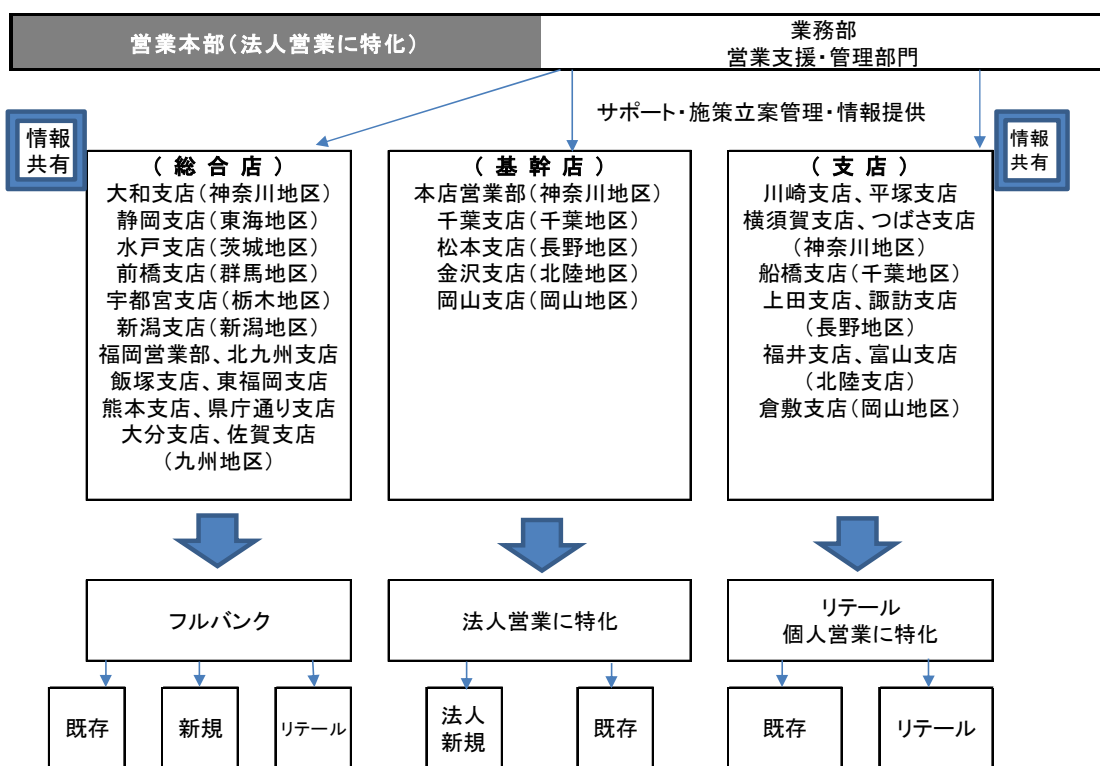 営業本部(法人営業に特化)
業務部
営業支援・管理部門
サポート・施策立案管理・情報提供
情報
共有
情報
共有
(総合店)
大和支店(神奈川地区)
静岡支店(東海地区)
水戸支店(茨城地区)
前橋支店(群馬地区)
宇都宮支店(栃木地区)
新潟支店(新潟地区)
福岡営業部、北九州支店
飯塚支店、東福岡支店
熊本支店、県庁通り支店
大分支店、佐賀支店
(九州地区)
(基幹店)
本店営業部(神奈川地区)
千葉支店(千葉地区)
松本支店(長野地区)
金沢支店(北陸地区)
岡山支店(岡山地区)
(支店)
川崎支店、平塚支店
横須賀支店、つばさ支店
(神奈川地区)
船橋支店(千葉地区)
上田支店、諏訪支店
(長野地区)
福井支店、富山支店
(北陸支店)
倉敷支店(岡山地区)
フルバンク
法人営業に特化
リテール
個人営業に特化
既存
新規
リテール
法人
新規
既存
既存
リテール